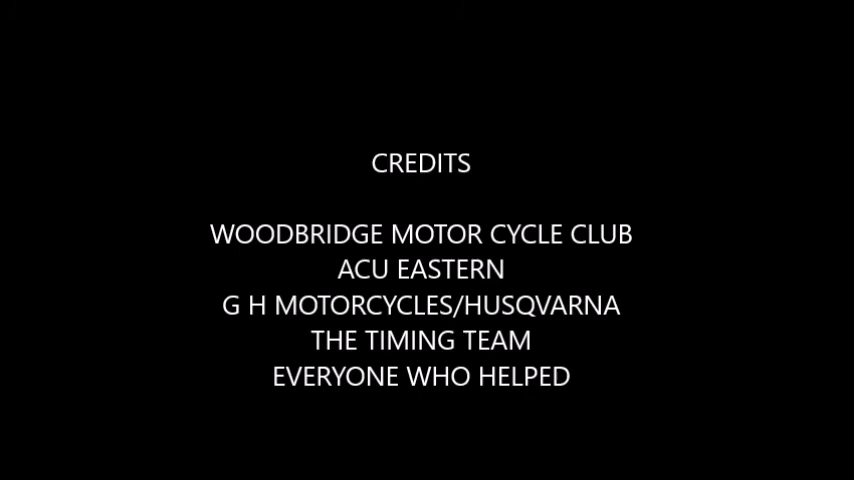 CREDITS
WOODBRIDGE MOTOR CYCLE CLUB
ACU EASTERN
G H MOTORCYCLES/HUSQVARNA
THE TIMING TEAM
EVERYONE WHO HELPED